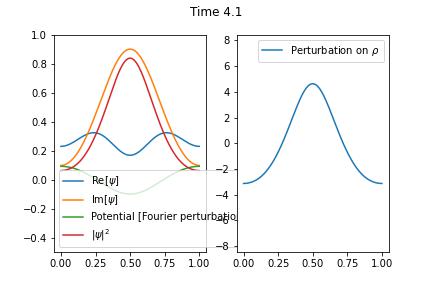 Time 4.1
1.0
0.8
0.6
0.4
0.2
0.0
−0.2
−0.4
0.00 0.25 0.50 0.75 1.00
Re[ψ]
Im[ψ]
Potential [Fourier perturbatio
|ψ|²
8
6
4
2
0
−2
−4
−6
−8
0.00 0.25 0.50 0.75 1.00
Perturbation on ρ